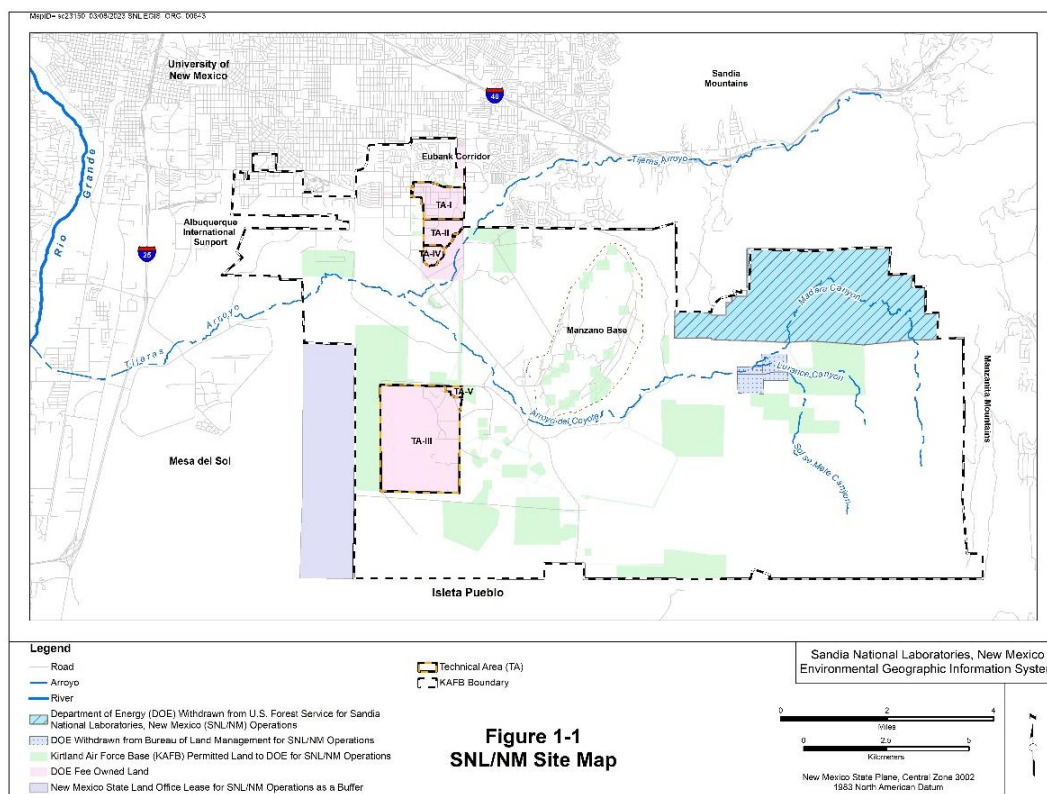 MapID= sc23150 03/08/2023 SNL EGIS ORG. 00643
University of
New Mexico
40
Sandia
Mountains
Eubank Corridor
Tijeras Arroyo
TA-I
Rio Grande
Albuquerque
International
Sunport
TA-II
25
TA-IV
Madera Canyon
Tijeras Arroyo
Manzano Base
Lurance Canyon
Manzanita Mountains
TA-V
Arroyo del Coyote
TA-III
Mesa del Sol
Sol se Mete Canyon
Isleta Pueblo
Legend
Road
Arroyo
River
Department of Energy (DOE) Withdrawn from U.S. Forest Service for Sandia
National Laboratories, New Mexico (SNL/NM) Operations
DOE Withdrawn from Bureau of Land Management for SNL/NM Operations
Kirtland Air Force Base (KAFB) Permitted Land to DOE for SNL/NM Operations
DOE Fee Owned Land
New Mexico State Land Office Lease for SNL/NM Operations as a Buffer
Technical Area (TA)
KAFB Boundary
Figure 1-1
SNL/NM Site Map
Sandia National Laboratories, New Mexico
Environmental Geographic Information System
0 2 4
Miles
0 2.5 5
Kilometers
New Mexico State Plane, Central Zone 3002
1983 North American Datum
N